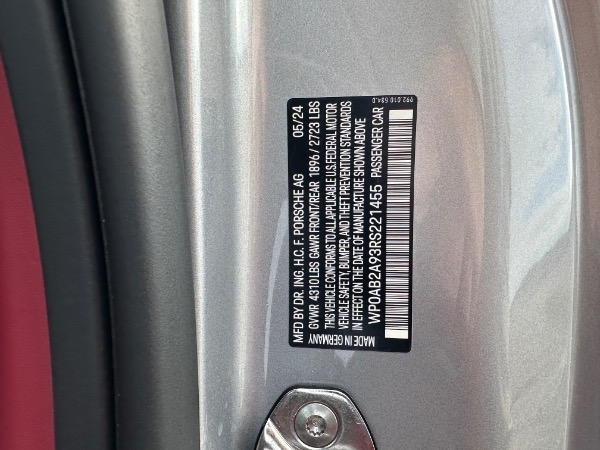 MFD BY DR. ING. H.C. F. PORSCHE AG 05/24
GVWR 4310 LBS GAWR FRONT/REAR 1896 / 2723 LBS
THIS VEHICLE CONFORMS TO ALL APPLICABLE U.S. FEDERAL MOTOR
VEHICLE SAFETY, BUMPER, AND THEFT PREVENTION STANDARDS
IN EFFECT ON THE DATE OF MANUFACTURE SHOWN ABOVE
WP0AB2A93RS221455 PASSENGER CAR
MADE IN GERMANY
992.010.684.D